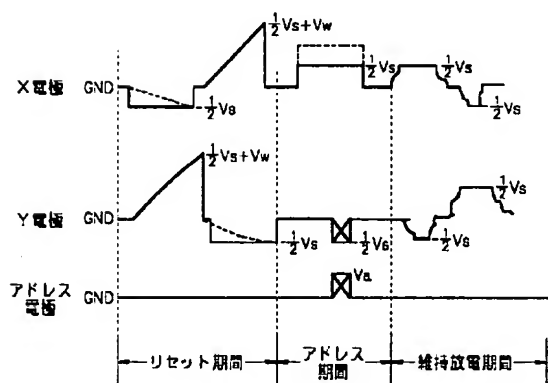 ½Vs+Vw
½Vs
½Vs
X電極 GND
-½Vs
-½Vs
½Vs+Vw
½Vs
Y電極 GND
-½Vs
-½Vs
-½Vs
Va
アドレス電極 GND
リセット期間
アドレス期間
維持放電期間